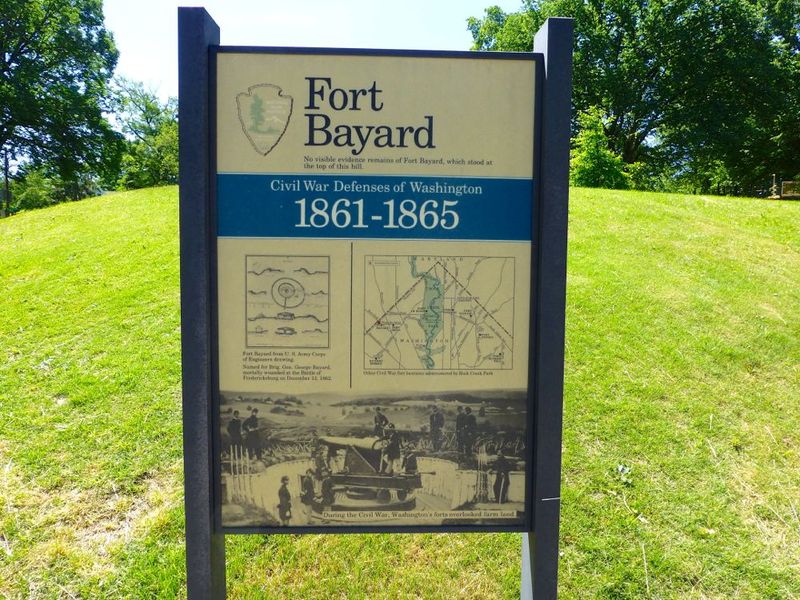 Fort
Bayard
No visible evidence remains of Fort Bayard, which stood at
the top of this hill.
Civil War Defenses of Washington
1861-1865
MARYLAND
WASHINGTON
Fort Bayard from U. S. Army Corps
of Engineers drawing.
Named for Brig. Gen. George Bayard,
mortally wounded at the Battle of
Fredericksburg on December 13, 1862.
Other Civil War fort locations administered by Rock Creek Park
During the Civil War, Washington's forts overlooked farm land